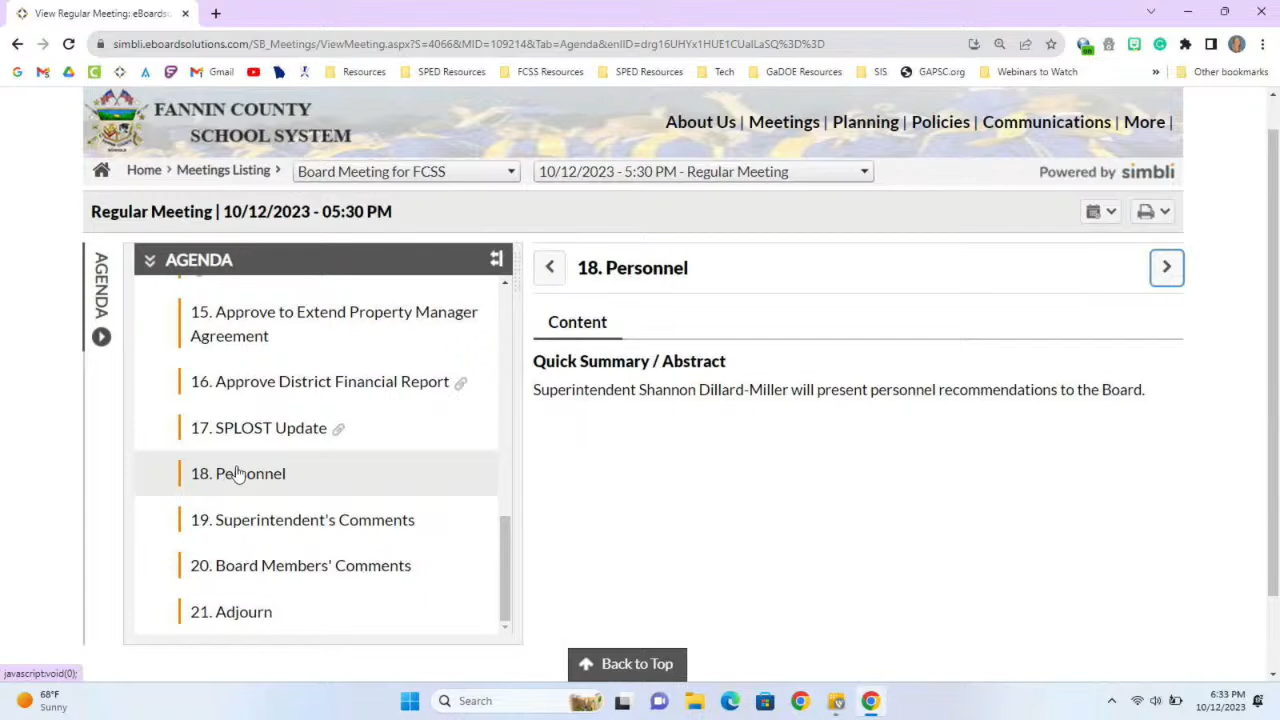 View Regular Meeting: eBoards
simbli.eboardsolutions.com/SB_Meetings/ViewMeeting.aspx?S=4066&MID=109214&Tab=Agenda&enIID=drg16UHYx1HUE1CUalLaSQ%3D%3D
Gmail
Resources
SPED Resources
FCSS Resources
SPED Resources
Tech
GaDOE Resources
SIS
GAPSC.org
Webinars to Watch
»
Other bookmarks
FANNIN COUNTY
SCHOOL SYSTEM
About Us | Meetings | Planning | Policies | Communications | More |
Home > Meetings Listing >
Board Meeting for FCSS
10/12/2023 - 5:30 PM - Regular Meeting
Powered by simbli
Regular Meeting | 10/12/2023 - 05:30 PM
AGENDA
AGENDA
15. Approve to Extend Property Manager
Agreement
16. Approve District Financial Report
17. SPLOST Update
18. Personnel
19. Superintendent's Comments
20. Board Members' Comments
21. Adjourn
18. Personnel
Content
Quick Summary / Abstract
Superintendent Shannon Dillard-Miller will present personnel recommendations to the Board.
Back to Top
javascript:void(0);
68°F
Sunny
Search
6:33 PM
10/12/2023